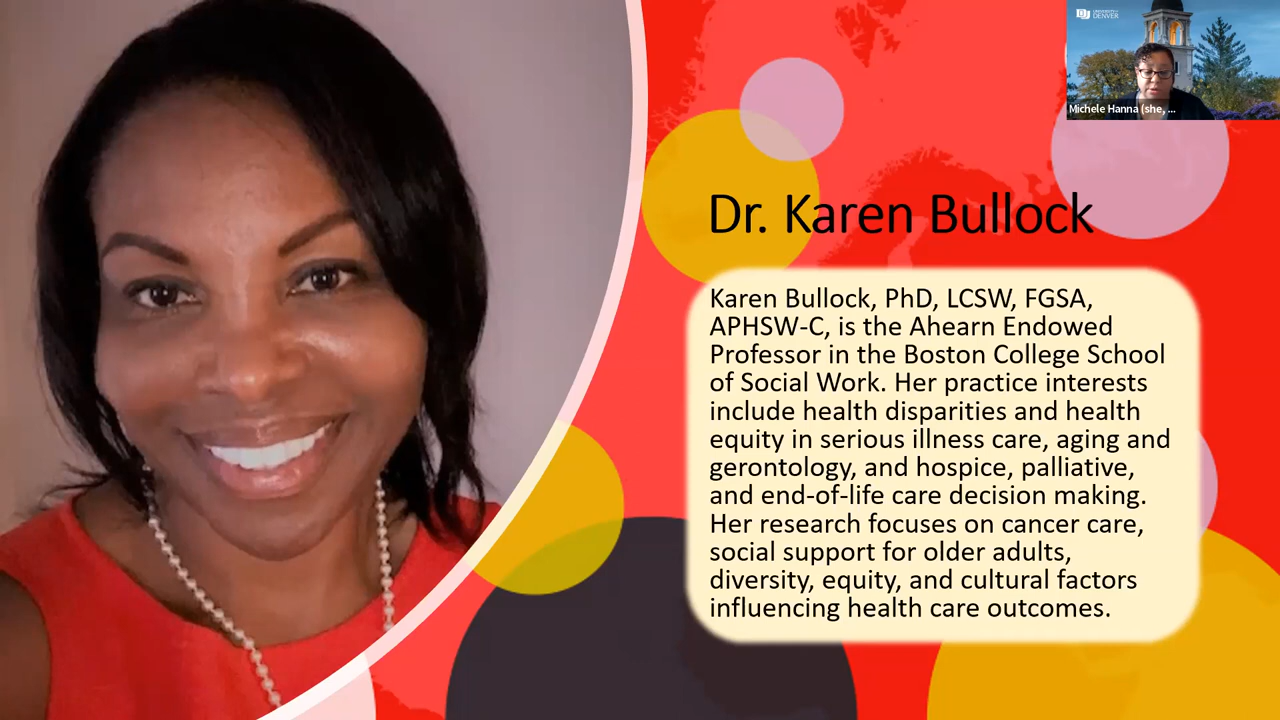 UNIVERSITY OF
DENVER
Michele Hanna (she, ...
Dr. Karen Bullock
Karen Bullock, PhD, LCSW, FGSA,
APHSW-C, is the Ahearn Endowed
Professor in the Boston College School
of Social Work. Her practice interests
include health disparities and health
equity in serious illness care, aging and
gerontology, and hospice, palliative,
and end-of-life care decision making.
Her research focuses on cancer care,
social support for older adults,
diversity, equity, and cultural factors
influencing health care outcomes.